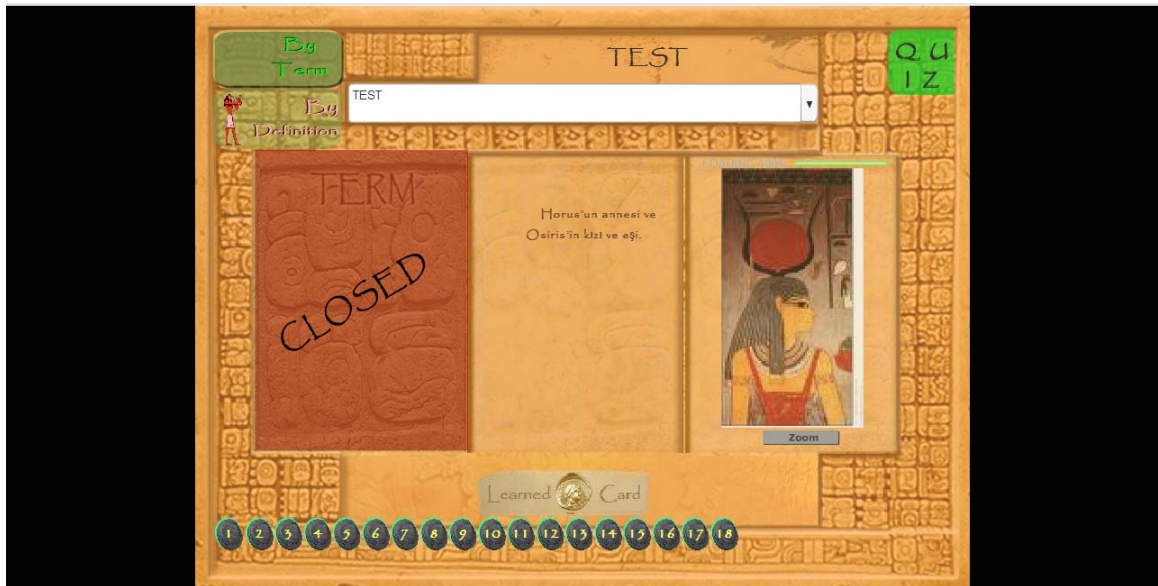 By
Term
TEST
QU
IZ
By
Definition
TEST
TERM
CLOSED
Horus'un annesi ve
Osiris'in kızı ve eşi.
Zoom
Learned Card
1 2 3 4 5 6 7 8 9 10 11 12 13 14 15 16 17 18